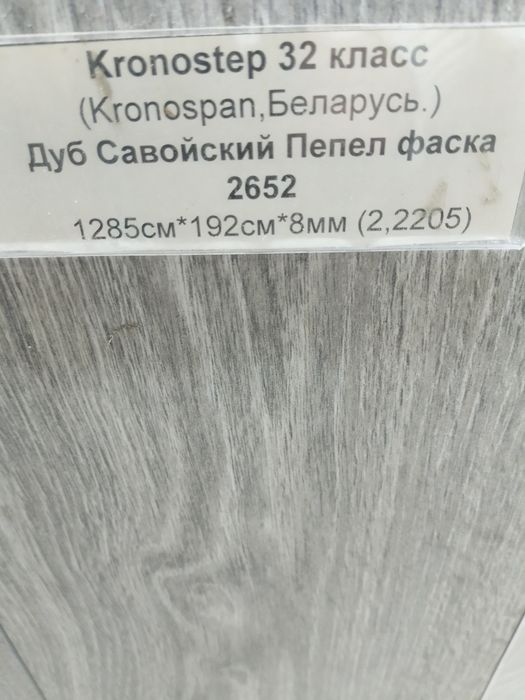 Kronostep 32 класс
(Kronospan,Беларусь.)
Дуб Савойский Пепел фаска
2652
1285см*192см*8мм (2,2205)